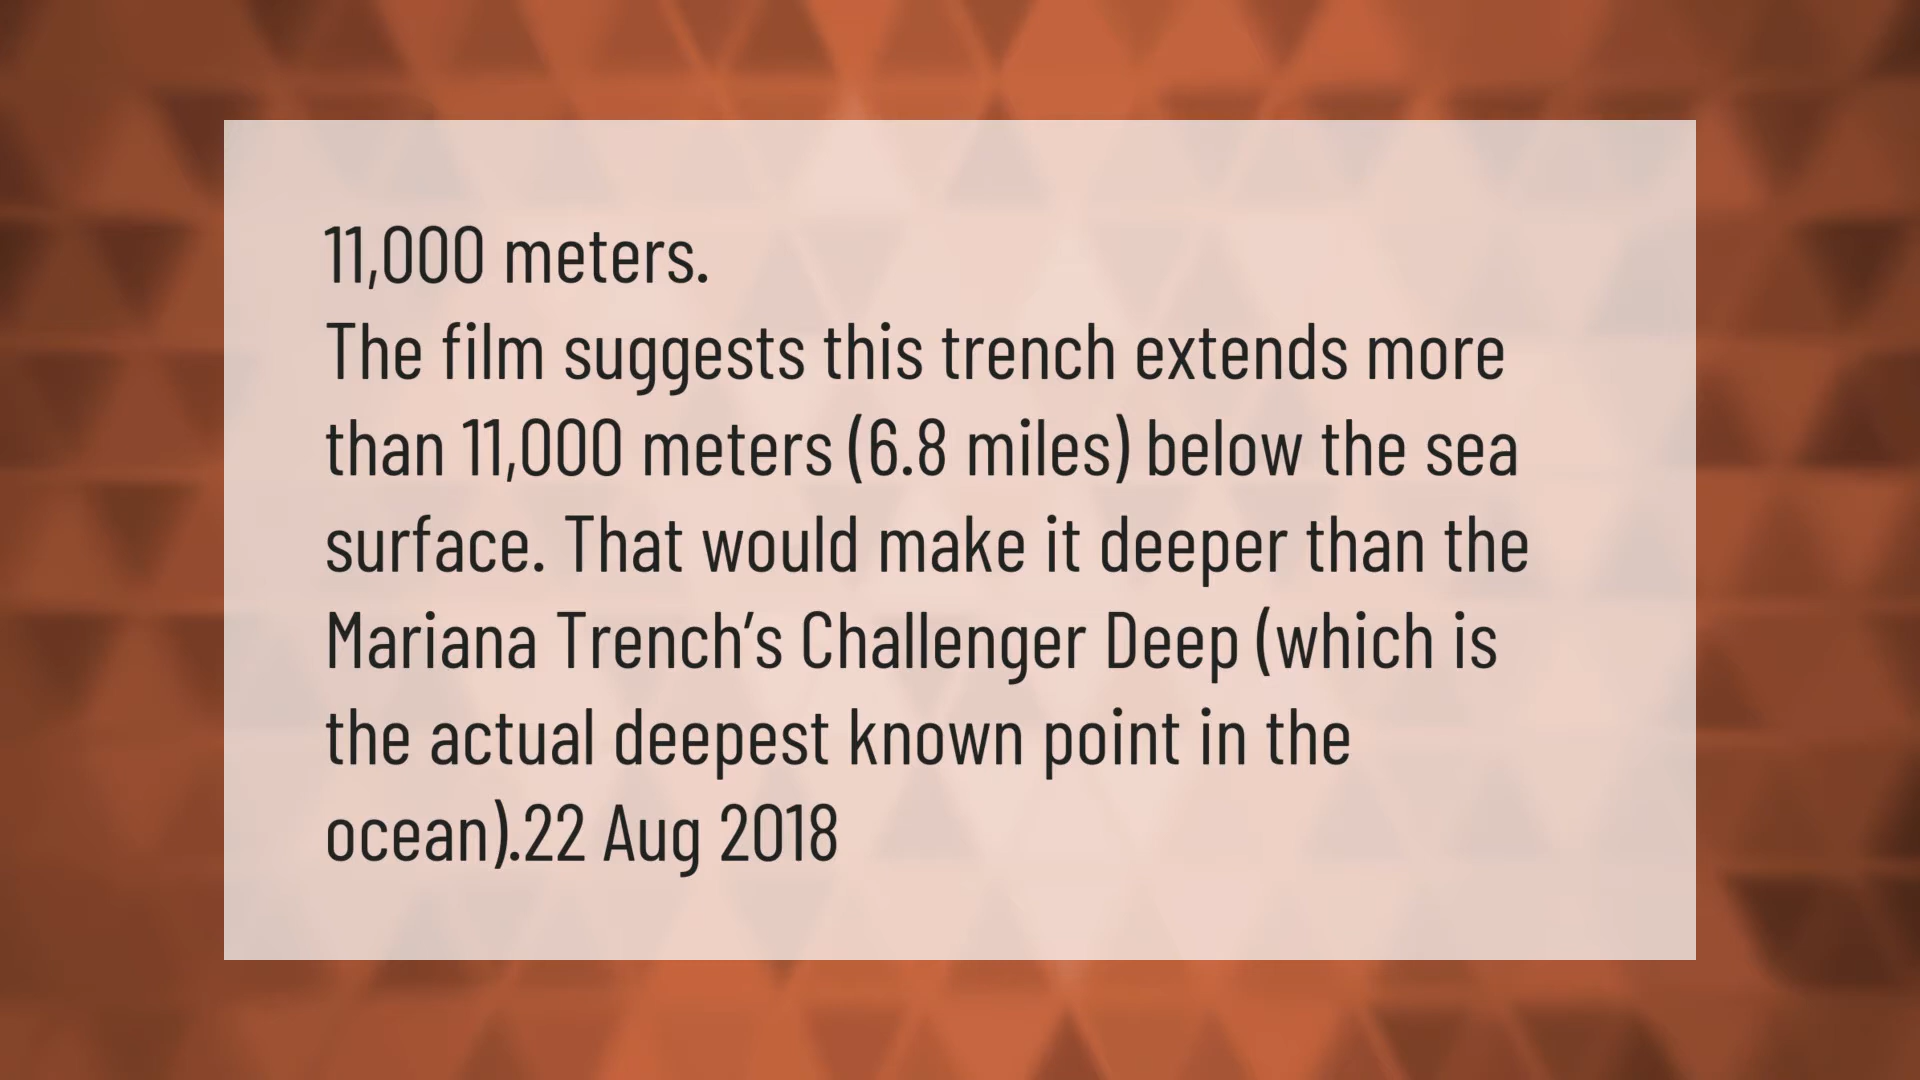 11,000 meters.
The film suggests this trench extends more
than 11,000 meters (6.8 miles) below the sea
surface. That would make it deeper than the
Mariana Trench’s Challenger Deep (which is
the actual deepest known point in the
ocean).22 Aug 2018